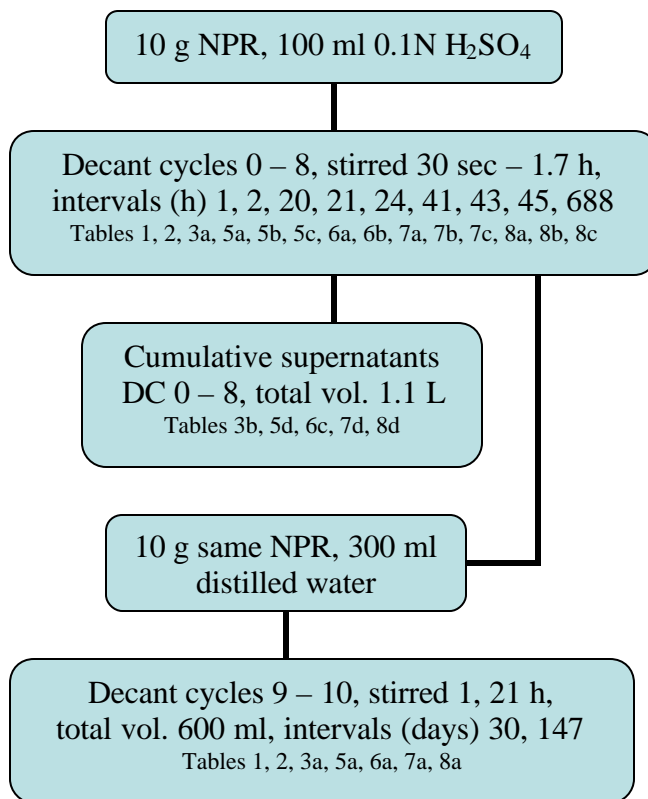 10 g NPR, 100 ml 0.1N H₂SO₄
Decant cycles 0 – 8, stirred 30 sec – 1.7 h,
intervals (h) 1, 2, 20, 21, 24, 41, 43, 45, 688
Tables 1, 2, 3a, 5a, 5b, 5c, 6a, 6b, 7a, 7b, 7c, 8a, 8b, 8c
Cumulative supernatants
DC 0 – 8, total vol. 1.1 L
Tables 3b, 5d, 6c, 7d, 8d
10 g same NPR, 300 ml
distilled water
Decant cycles 9 – 10, stirred 1, 21 h,
total vol. 600 ml, intervals (days) 30, 147
Tables 1, 2, 3a, 5a, 6a, 7a, 8a